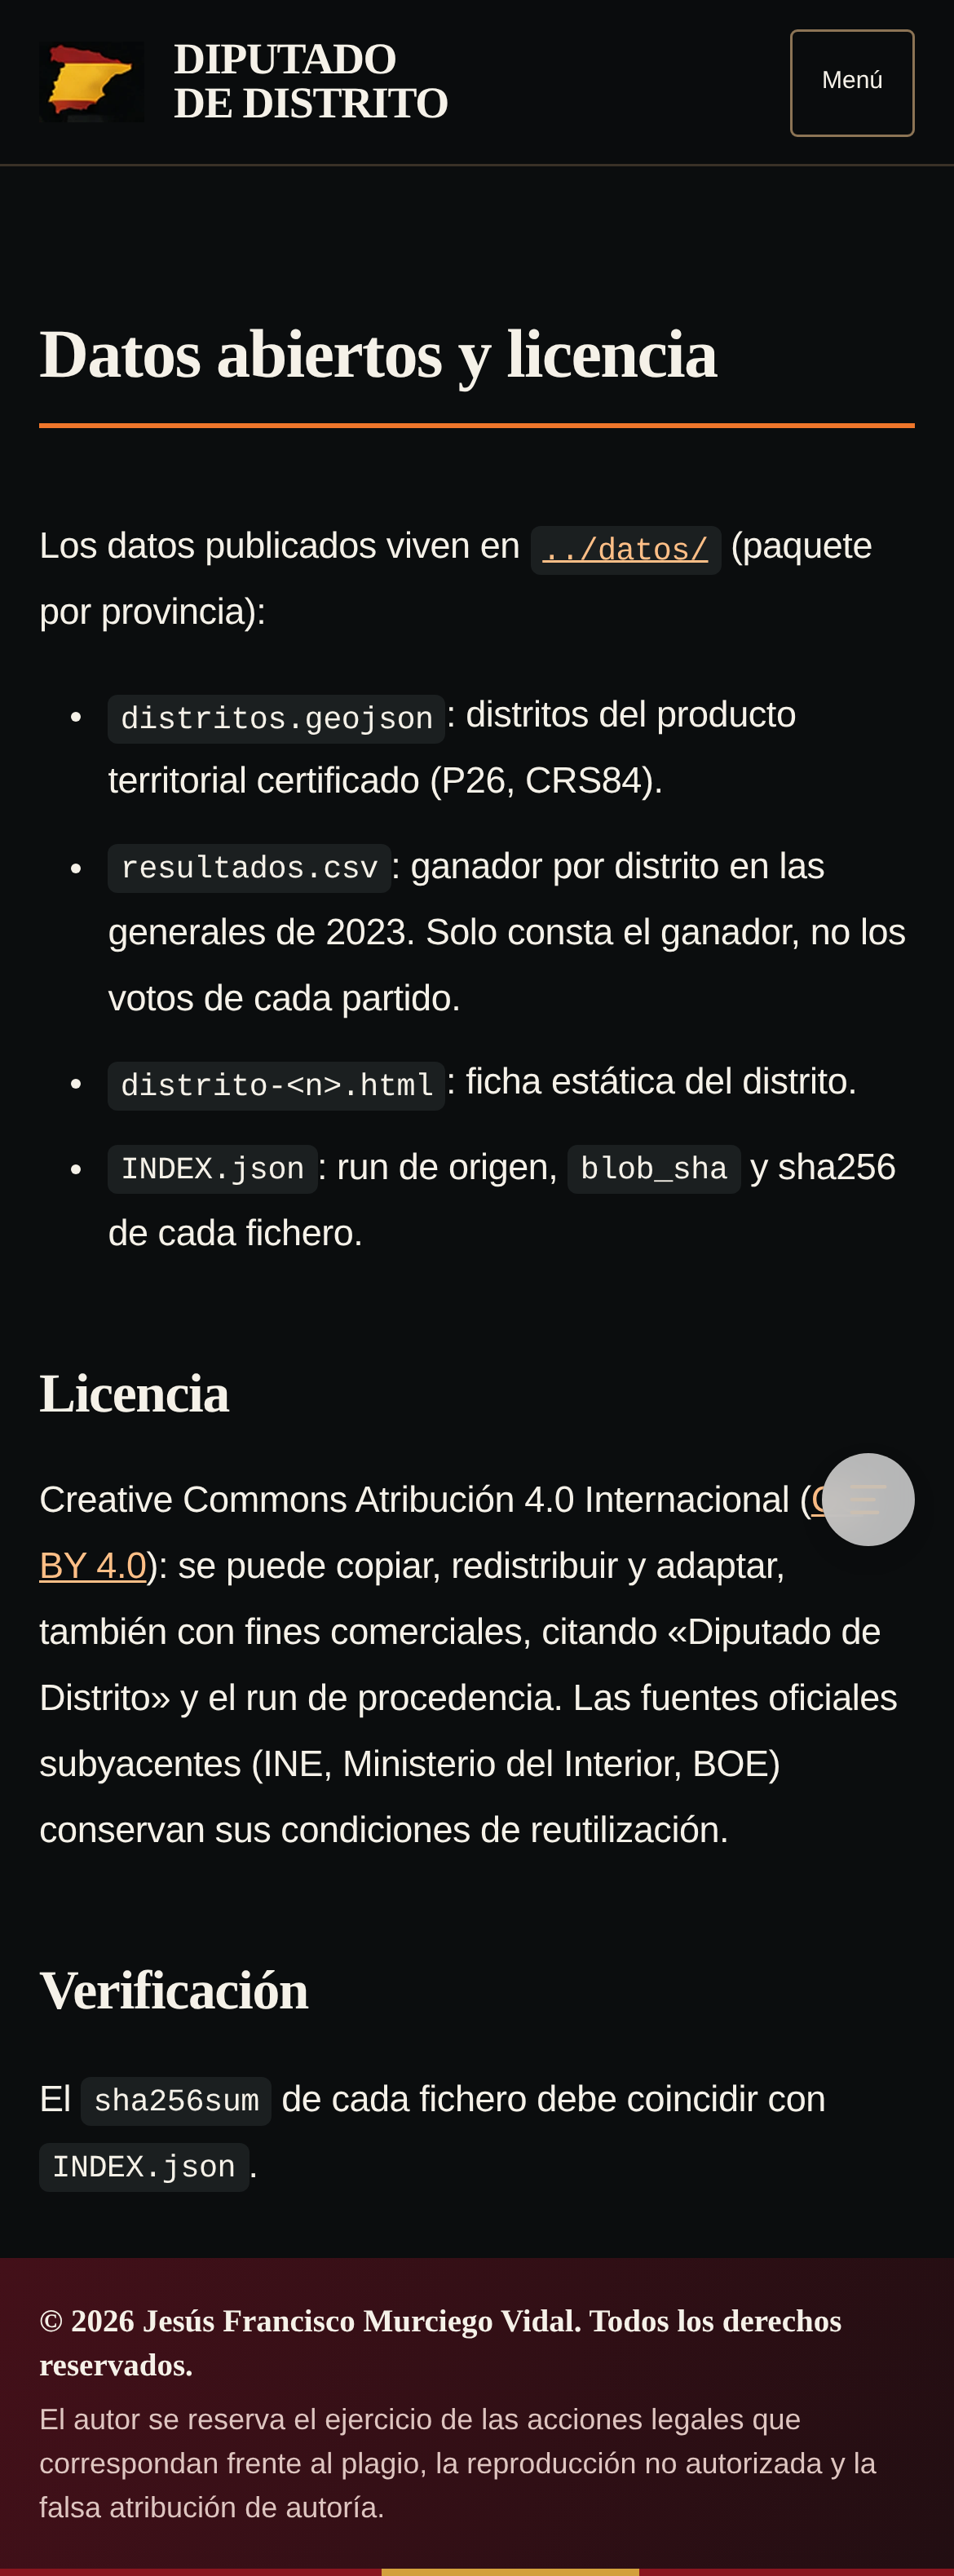 DIPUTADO
DE DISTRITO
Menú
Datos abiertos y licencia
Los datos publicados viven en ../datos/ (paquete
por provincia):
• distritos.geojson: distritos del producto
territorial certificado (P26, CRS84).
• resultados.csv: ganador por distrito en las
generales de 2023. Solo consta el ganador, no los
votos de cada partido.
• distrito-<n>.html: ficha estática del distrito.
• INDEX.json: run de origen, blob_sha y sha256
de cada fichero.
Licencia
Creative Commons Atribución 4.0 Internacional (
BY 4.0): se puede copiar, redistribuir y adaptar,
también con fines comerciales, citando «Diputado de
Distrito» y el run de procedencia. Las fuentes oficiales
subyacentes (INE, Ministerio del Interior, BOE)
conservan sus condiciones de reutilización.
Verificación
El sha256sum de cada fichero debe coincidir con
INDEX.json.
© 2026 Jesús Francisco Murciego Vidal. Todos los derechos
reservados.
El autor se reserva el ejercicio de las acciones legales que
correspondan frente al plagio, la reproducción no autorizada y la
falsa atribución de autoría.